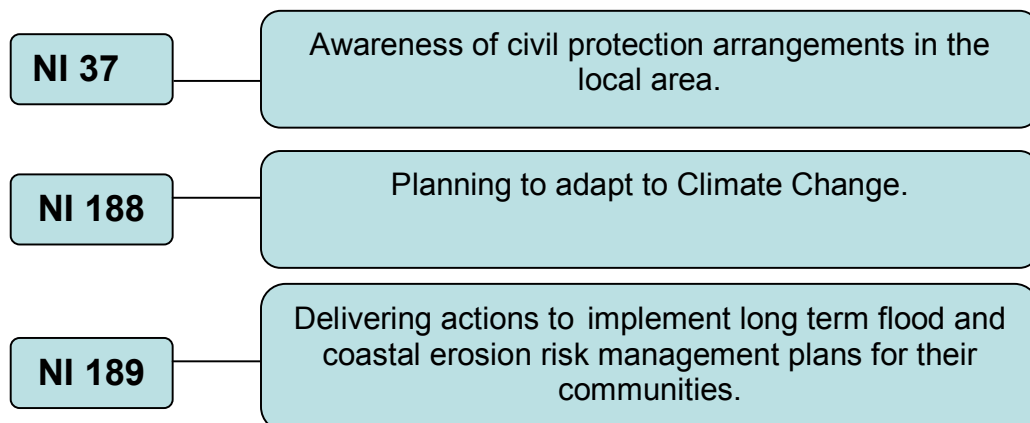 NI 37
Awareness of civil protection arrangements in the
local area.
NI 188
Planning to adapt to Climate Change.
NI 189
Delivering actions to implement long term flood and
coastal erosion risk management plans for their
communities.